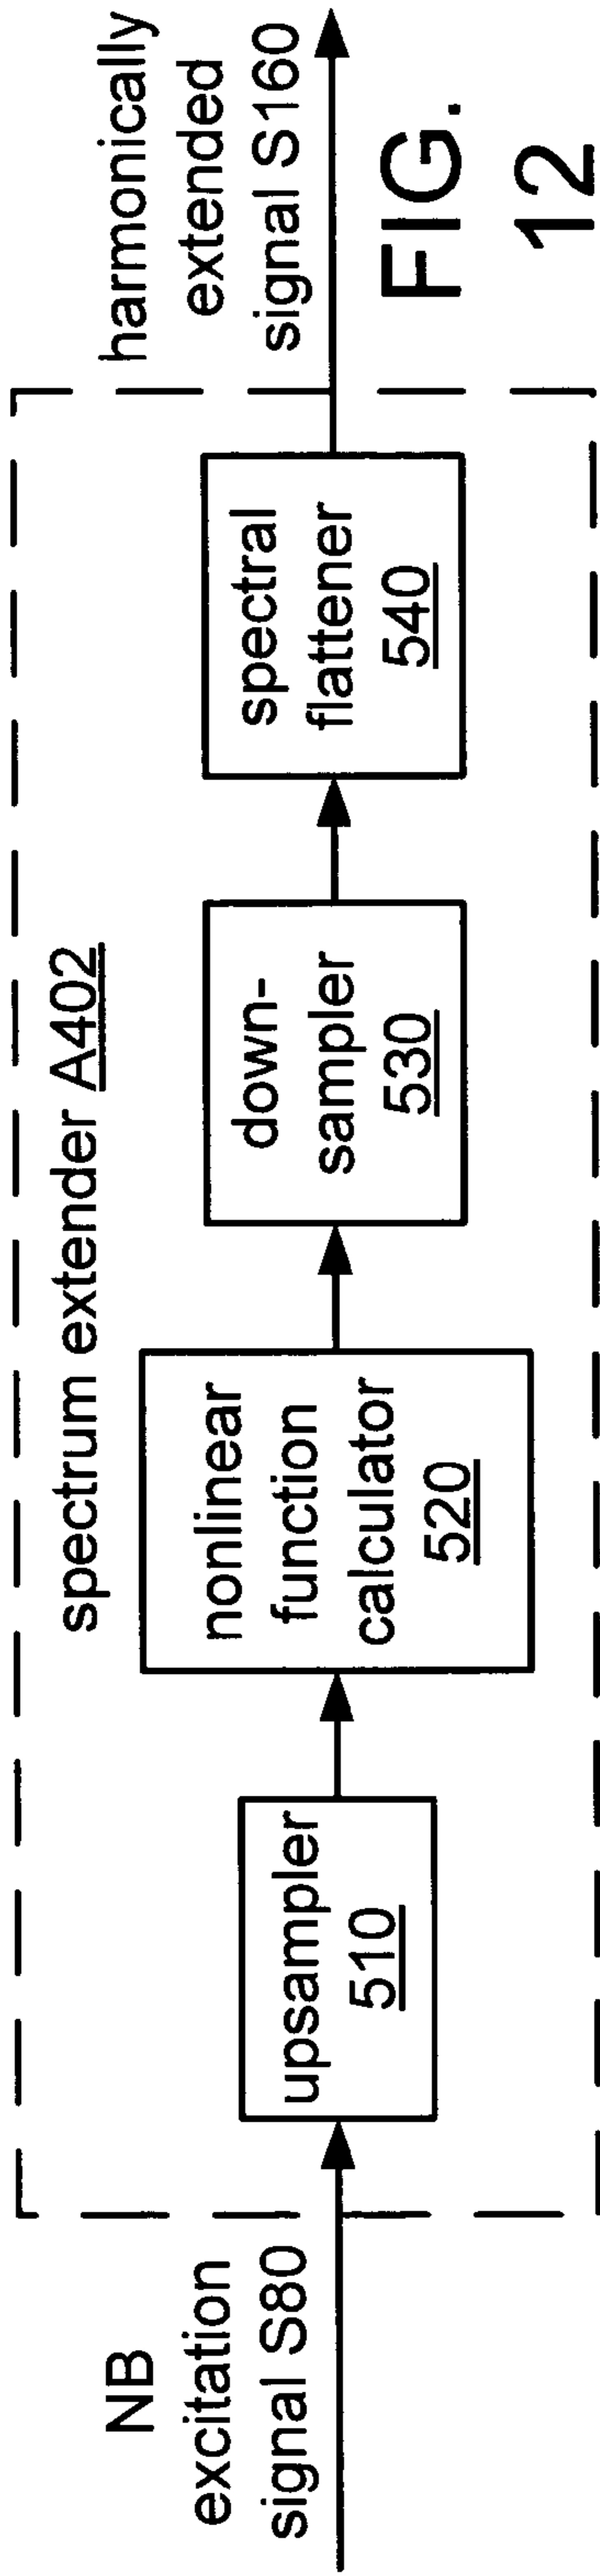 spectrum extender A402
NB
excitation
signal S80
upsampler
510
nonlinear
function
calculator
520
down-
sampler
530
spectral
flattener
540
harmonically
extended
signal S160
FIG.
12